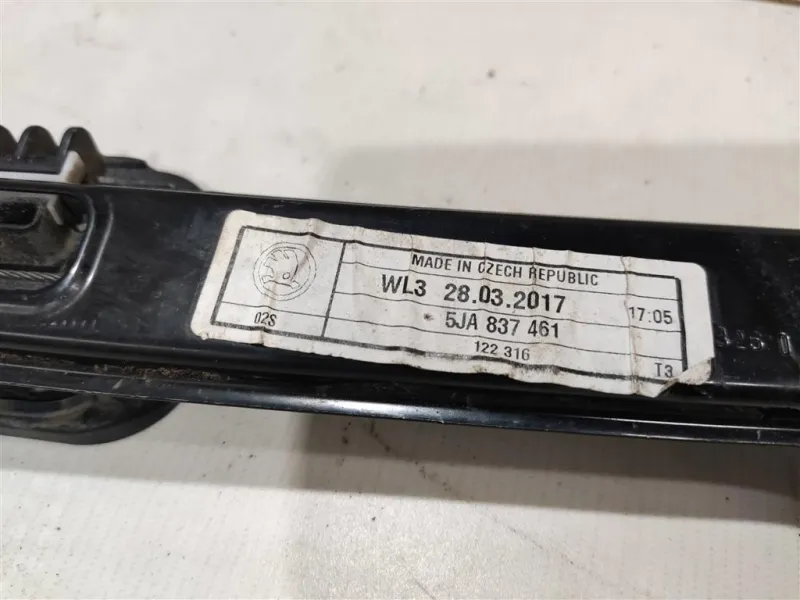 MADE IN CZECH REPUBLIC
WL3 28.03.2017 17:05
02S 5JA 837 461
122 316 T3